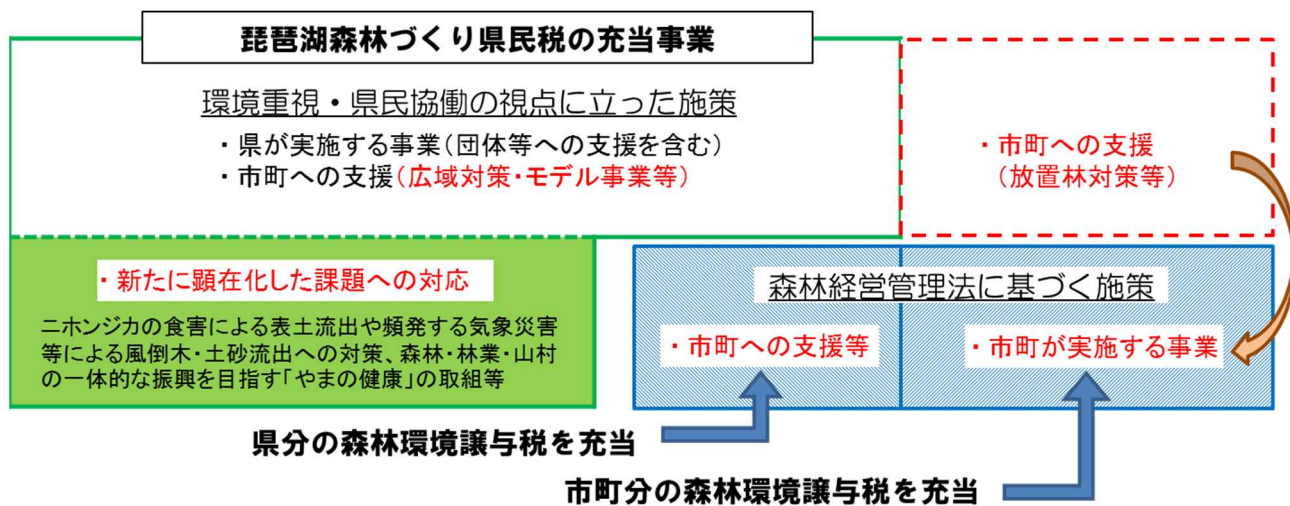 琵琶湖森林づくり県民税の充当事業
環境重視・県民協働の視点に立った施策
・県が実施する事業(団体等への支援を含む)
・市町への支援(広域対策・モデル事業等)
・市町への支援
(放置林対策等)
・新たに顕在化した課題への対応
ニホンジカの食害による表土流出や頻発する気象災害
等による風倒木・土砂流出への対策、森林・林業・山村
の一体的な振興を目指す「やまの健康」の取組等
森林経営管理法に基づく施策
・市町への支援等
・市町が実施する事業
県分の森林環境譲与税を充当
市町分の森林環境譲与税を充当